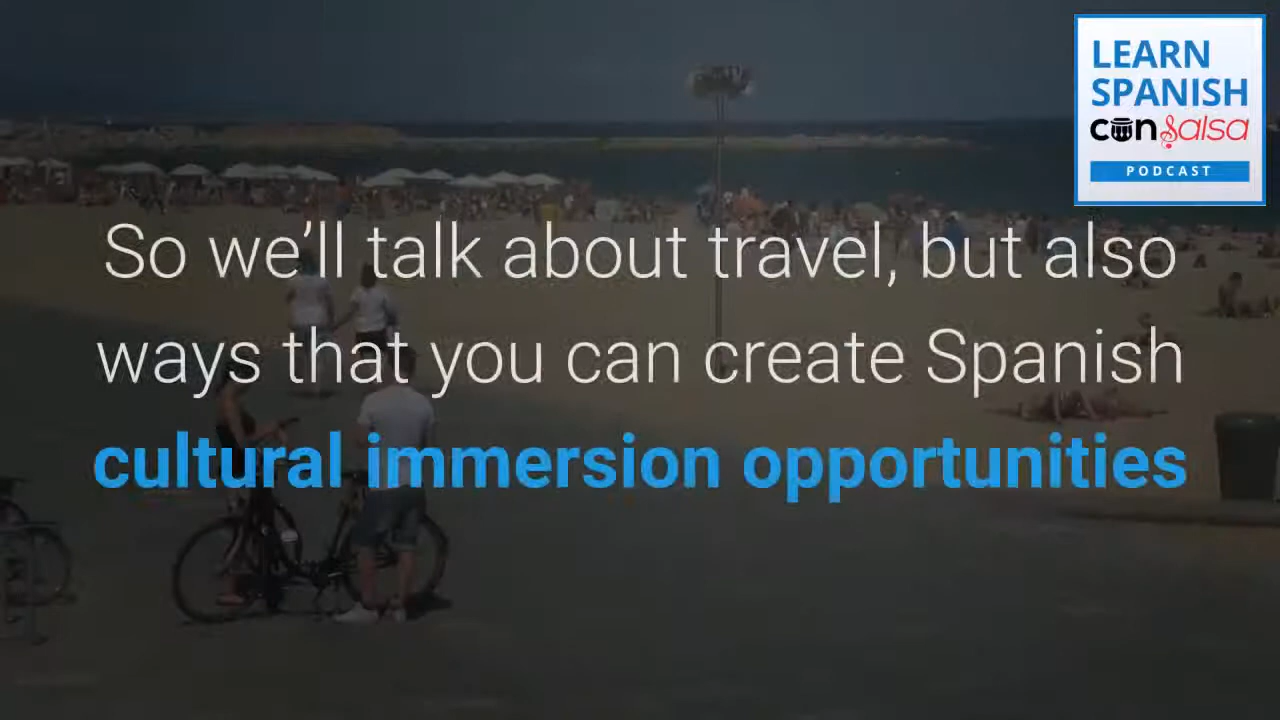 LEARN
SPANISH
CON Salsa
PODCAST
So we’ll talk about travel, but also
ways that you can create Spanish
cultural immersion opportunities